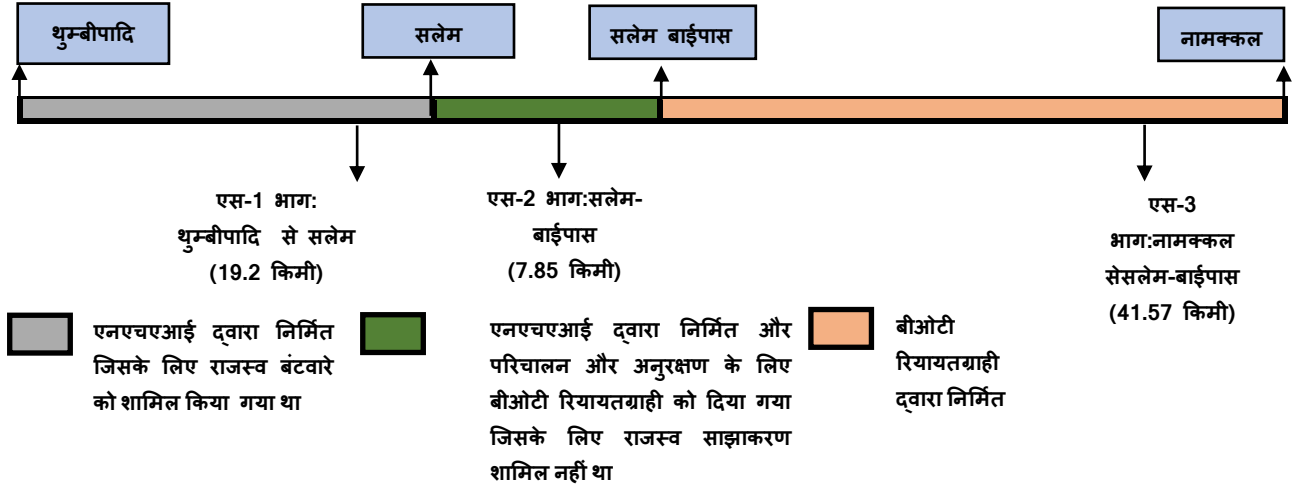 थुम्बीपादि
सलेम
सलेम बाईपास
नामक्कल
एस-1 भाग:
थुम्बीपादि से सलेम
(19.2 किमी)
एस-2 भाग:सलेम-
बाईपास
(7.85 किमी)
एस-3
भाग:नामक्कल
सेसलेम-बाईपास
(41.57 किमी)
एनएचएआई द्वारा निर्मित
जिसके लिए राजस्व बंटवारे
को शामिल किया गया था
एनएचएआई द्वारा निर्मित और
परिचालन और अनुरक्षण के लिए
बीओटी रियायतग्राही को दिया गया
जिसके लिए राजस्व साझाकरण
शामिल नहीं था
बीओटी
रियायतग्राही
द्वारा निर्मित